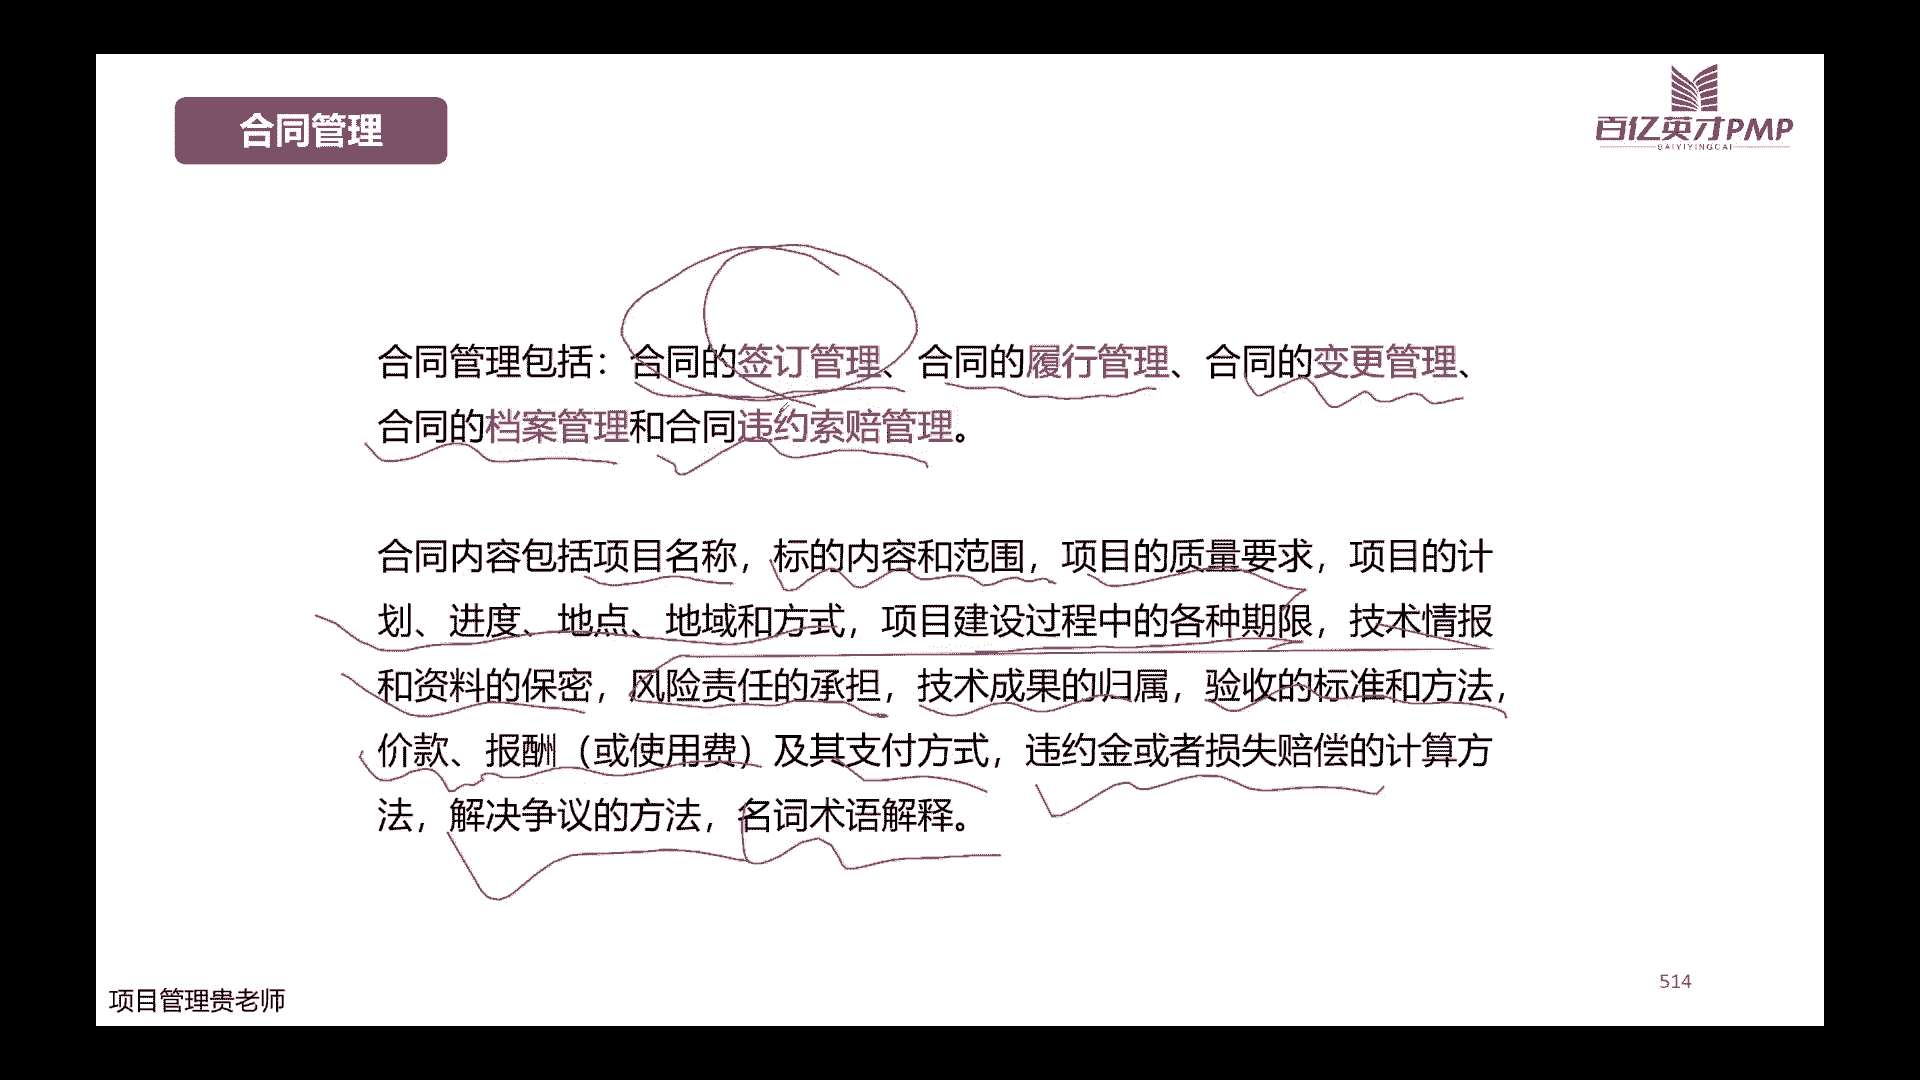 合同管理
百亿英才PMP
BAIYIYINGCAI
合同管理包括：合同的签订管理、合同的履行管理、合同的变更管理、
合同的档案管理和合同违约索赔管理。
合同内容包括项目名称，标的内容和范围，项目的质量要求，项目的计
划、进度、地点、地域和方式，项目建设过程中的各种期限，技术情报
和资料的保密，风险责任的承担，技术成果的归属，验收的标准和方法，
价款、报酬（或使用费）及其支付方式，违约金或者损失赔偿的计算方
法，解决争议的方法，名词术语解释。
514
项目管理贵老师